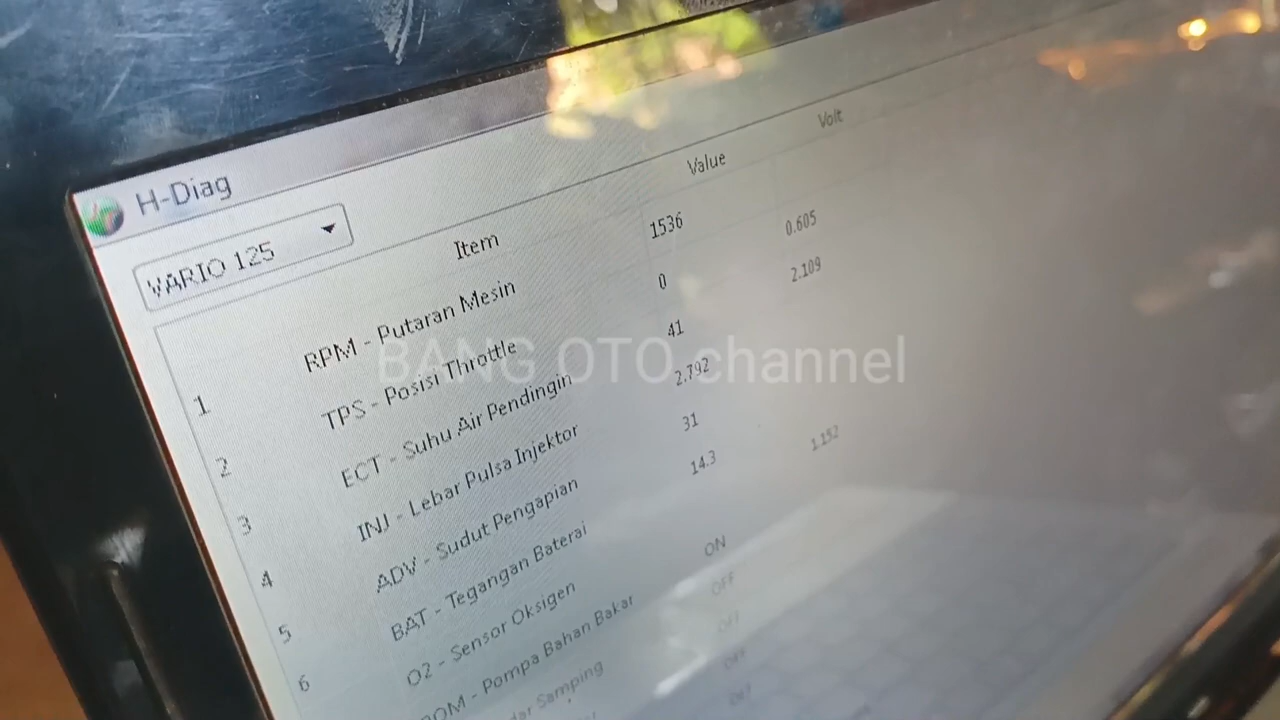 H-Diag
VARIO 125
Item Value Volt
1 RPM - Putaran Mesin 1536
2 TPS - Posisi Throttle 0 0.605
3 ECT - Suhu Air Pendingin 41 2.109
4 INJ - Lebar Pulsa Injektor 2.792
5 ADV - Sudut Pengapian 31
6 BAT - Tegangan Baterai 14.3
O2 - Sensor Oksigen 1.152
Pompa Bahan Bakar ON
Samping OFF
OFF
OFF
BANG OTO channel